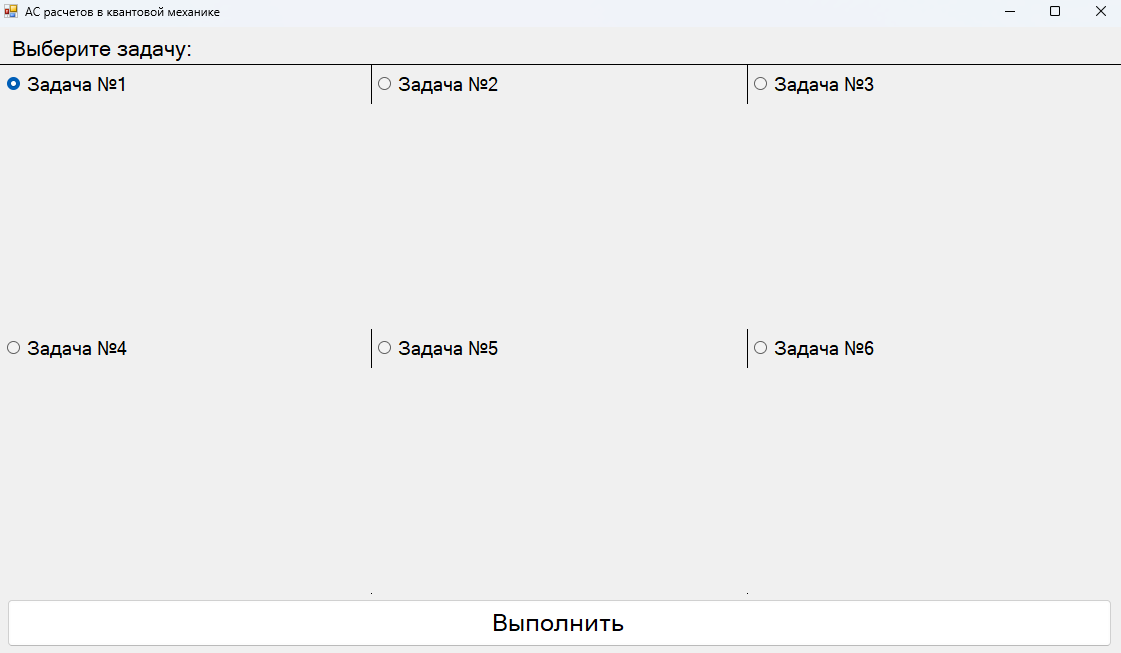 АС расчетов в квантовой механике
Выберите задачу:
Задача №1
Задача №2
Задача №3
Задача №4
Задача №5
Задача №6
Выполнить